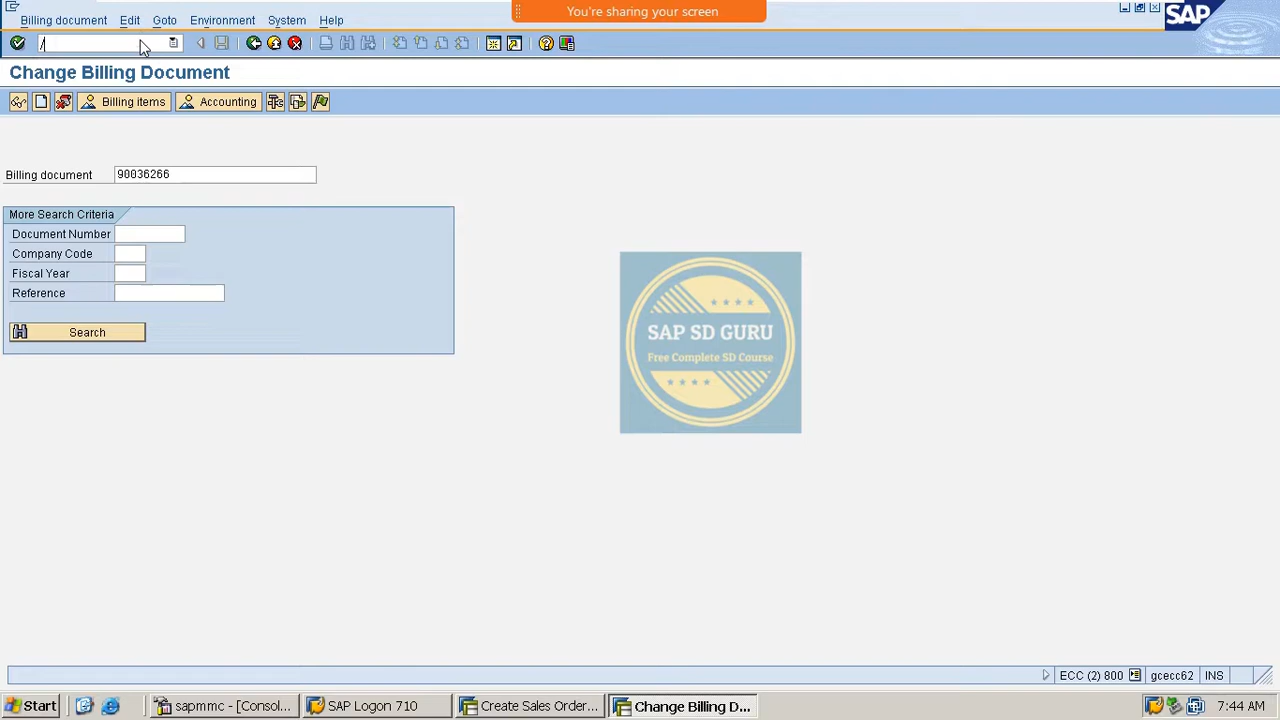 You're sharing your screen
Billing document Edit Goto Environment System Help
SAP
/
Change Billing Document
Billing items Accounting
Billing document 90036266
More Search Criteria
Document Number
Company Code
Fiscal Year
Reference
Search
SAP SD GURU
Free Complete SD Course
ECC (2) 800 gcecc62 INS
Start sapmmc - [Consol... SAP Logon 710 Create Sales Order... Change Billing D... 7:44 AM